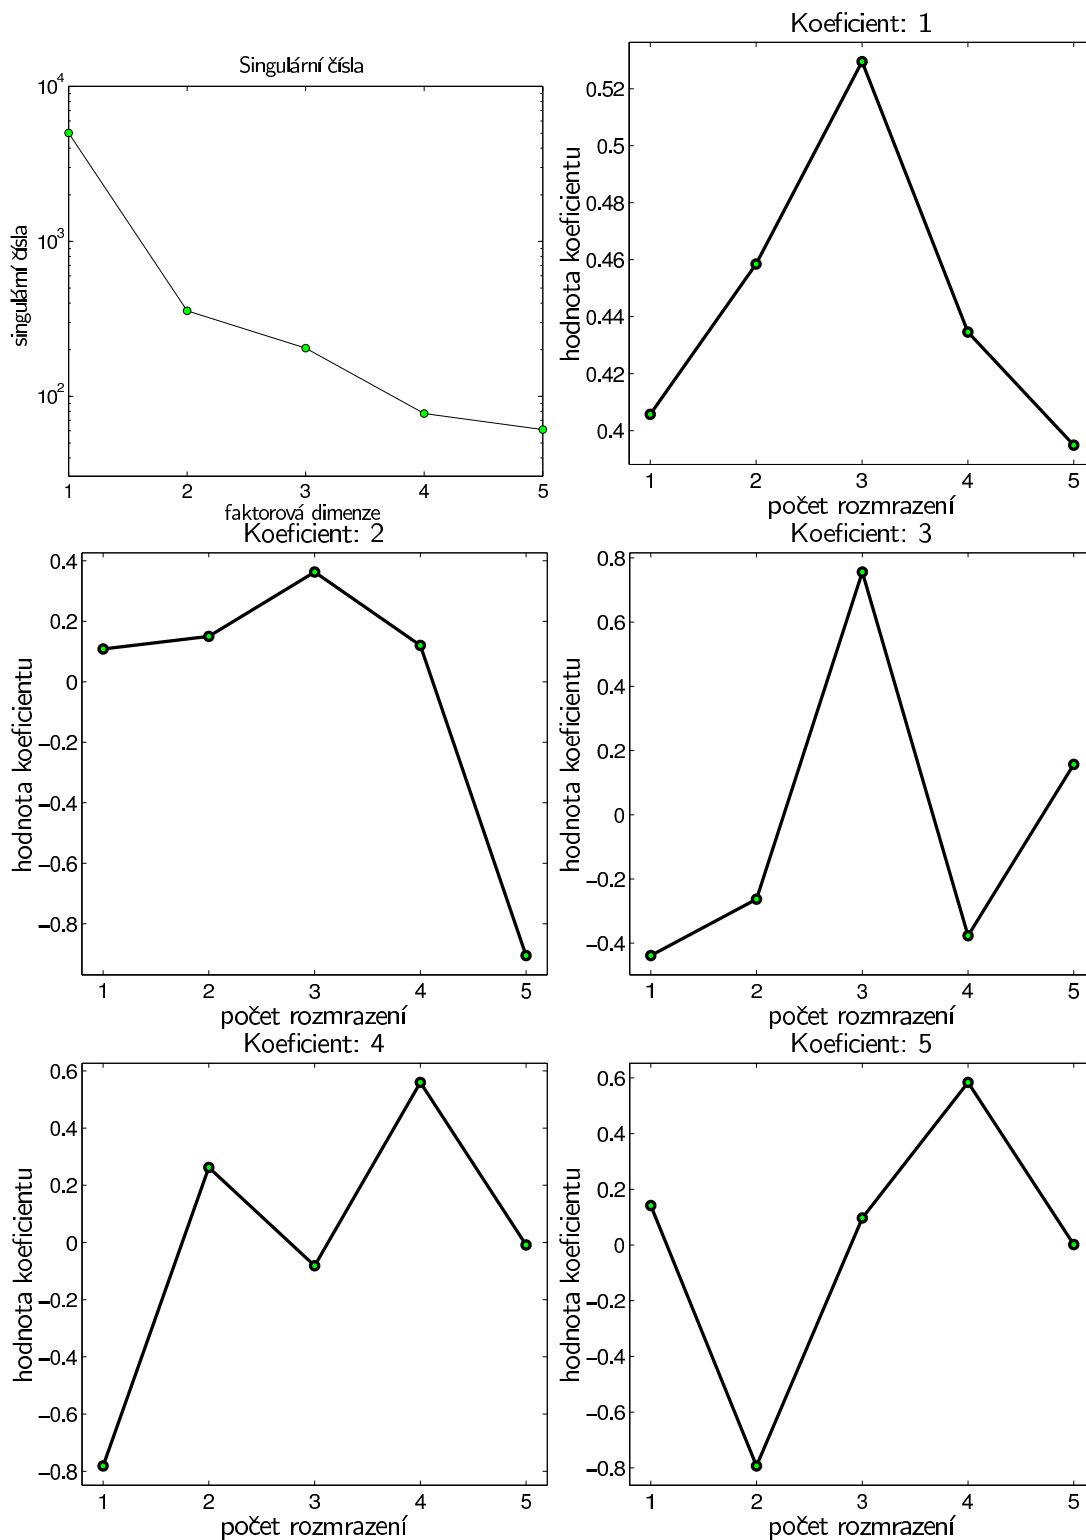 Singulární čísla
10^4
10^3
10^2
singulární čísla
1 2 3 4 5
faktorová dimenze
Koeficient: 1
0.52
0.5
0.48
0.46
0.44
0.42
0.4
hodnota koeficientu
1 2 3 4 5
počet rozmrazení
Koeficient: 2
0.4
0.2
0
−0.2
−0.4
−0.6
−0.8
hodnota koeficientu
1 2 3 4 5
počet rozmrazení
Koeficient: 3
0.8
0.6
0.4
0.2
0
−0.2
−0.4
hodnota koeficientu
1 2 3 4 5
počet rozmrazení
Koeficient: 4
0.6
0.4
0.2
0
−0.2
−0.4
−0.6
−0.8
hodnota koeficientu
1 2 3 4 5
počet rozmrazení
Koeficient: 5
0.6
0.4
0.2
0
−0.2
−0.4
−0.6
−0.8
hodnota koeficientu
1 2 3 4 5
počet rozmrazení